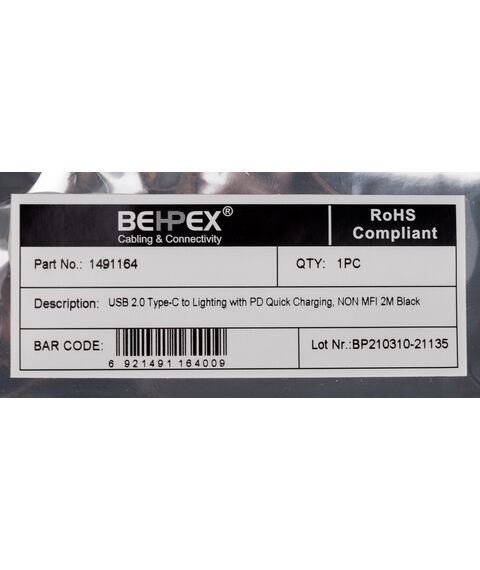 BEHPEX®
Cabling & Connectivity
RoHS
Compliant
Part No.: 1491164
QTY: 1PC
Description: USB 2.0 Type-C to Lighting with PD Quick Charging, NON MFI 2M Black
BAR CODE:
6 921491 164009
Lot Nr.:BP210310-21135